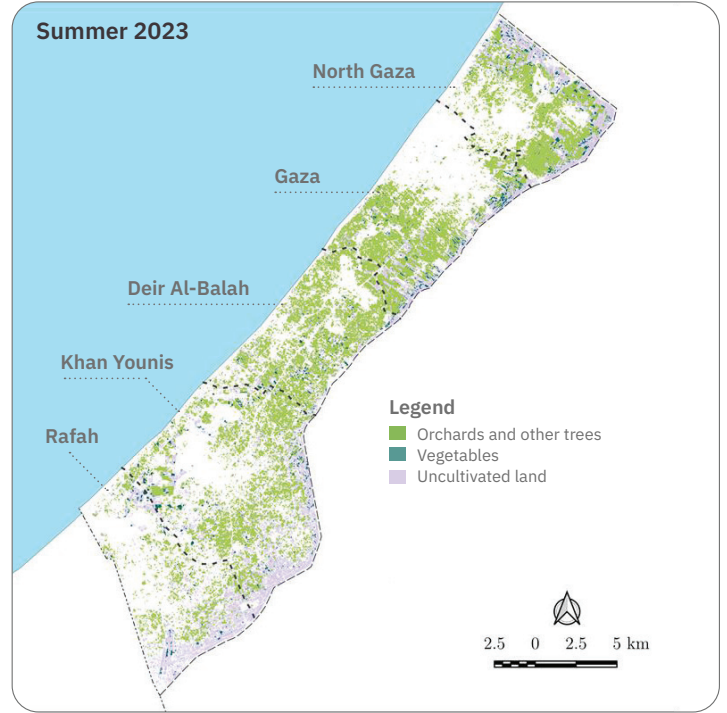 Summer 2023
North Gaza
Gaza
Deir Al-Balah
Khan Younis
Rafah
Legend
Orchards and other trees
Vegetables
Uncultivated land
2.5 0 2.5 5 km